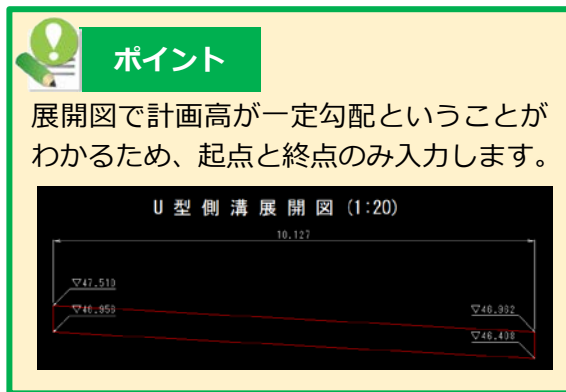 ポイント
展開図で計画高が一定勾配ということが
わかるため、起点と終点のみ入力します。
U 型 側 溝 展 開 図 (1:20)
10.127
▽47.510
▽46.958
▽46.962
▽46.408